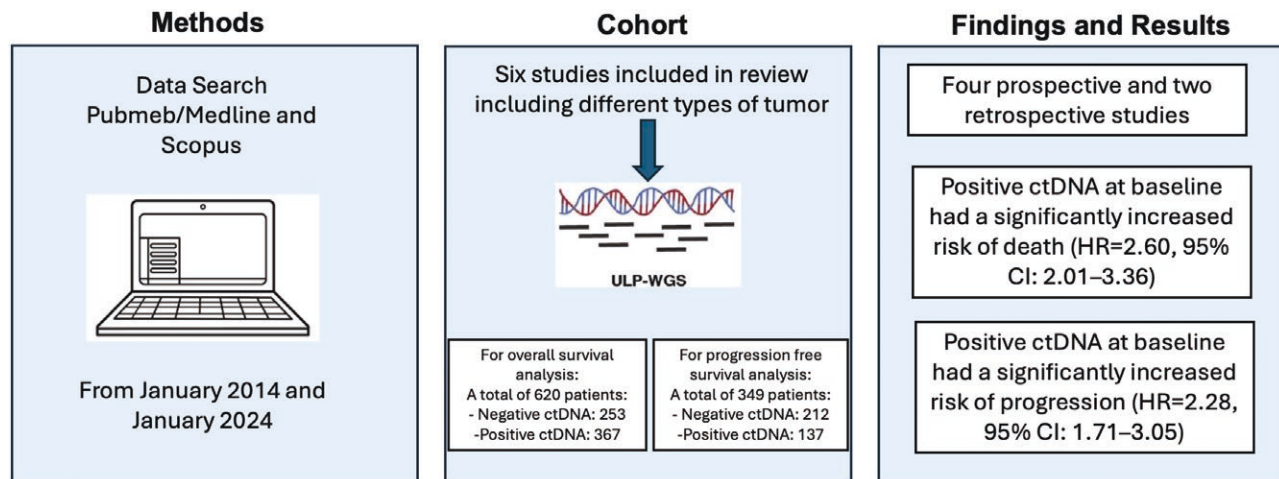 Methods
Data Search
Pubmeb/Medline and
Scopus
From January 2014 and
January 2024
Cohort
Six studies included in review
including different types of tumor
ULP-WGS
For overall survival
analysis:
A total of 620 patients:
- Negative ctDNA: 253
-Positive ctDNA: 367
For progression free
survival analysis:
A total of 349 patients:
- Negative ctDNA: 212
-Positive ctDNA: 137
Findings and Results
Four prospective and two
retrospective studies
Positive ctDNA at baseline
had a significantly increased
risk of death (HR=2.60, 95%
CI: 2.01–3.36)
Positive ctDNA at baseline
had a significantly increased
risk of progression (HR=2.28,
95% CI: 1.71–3.05)